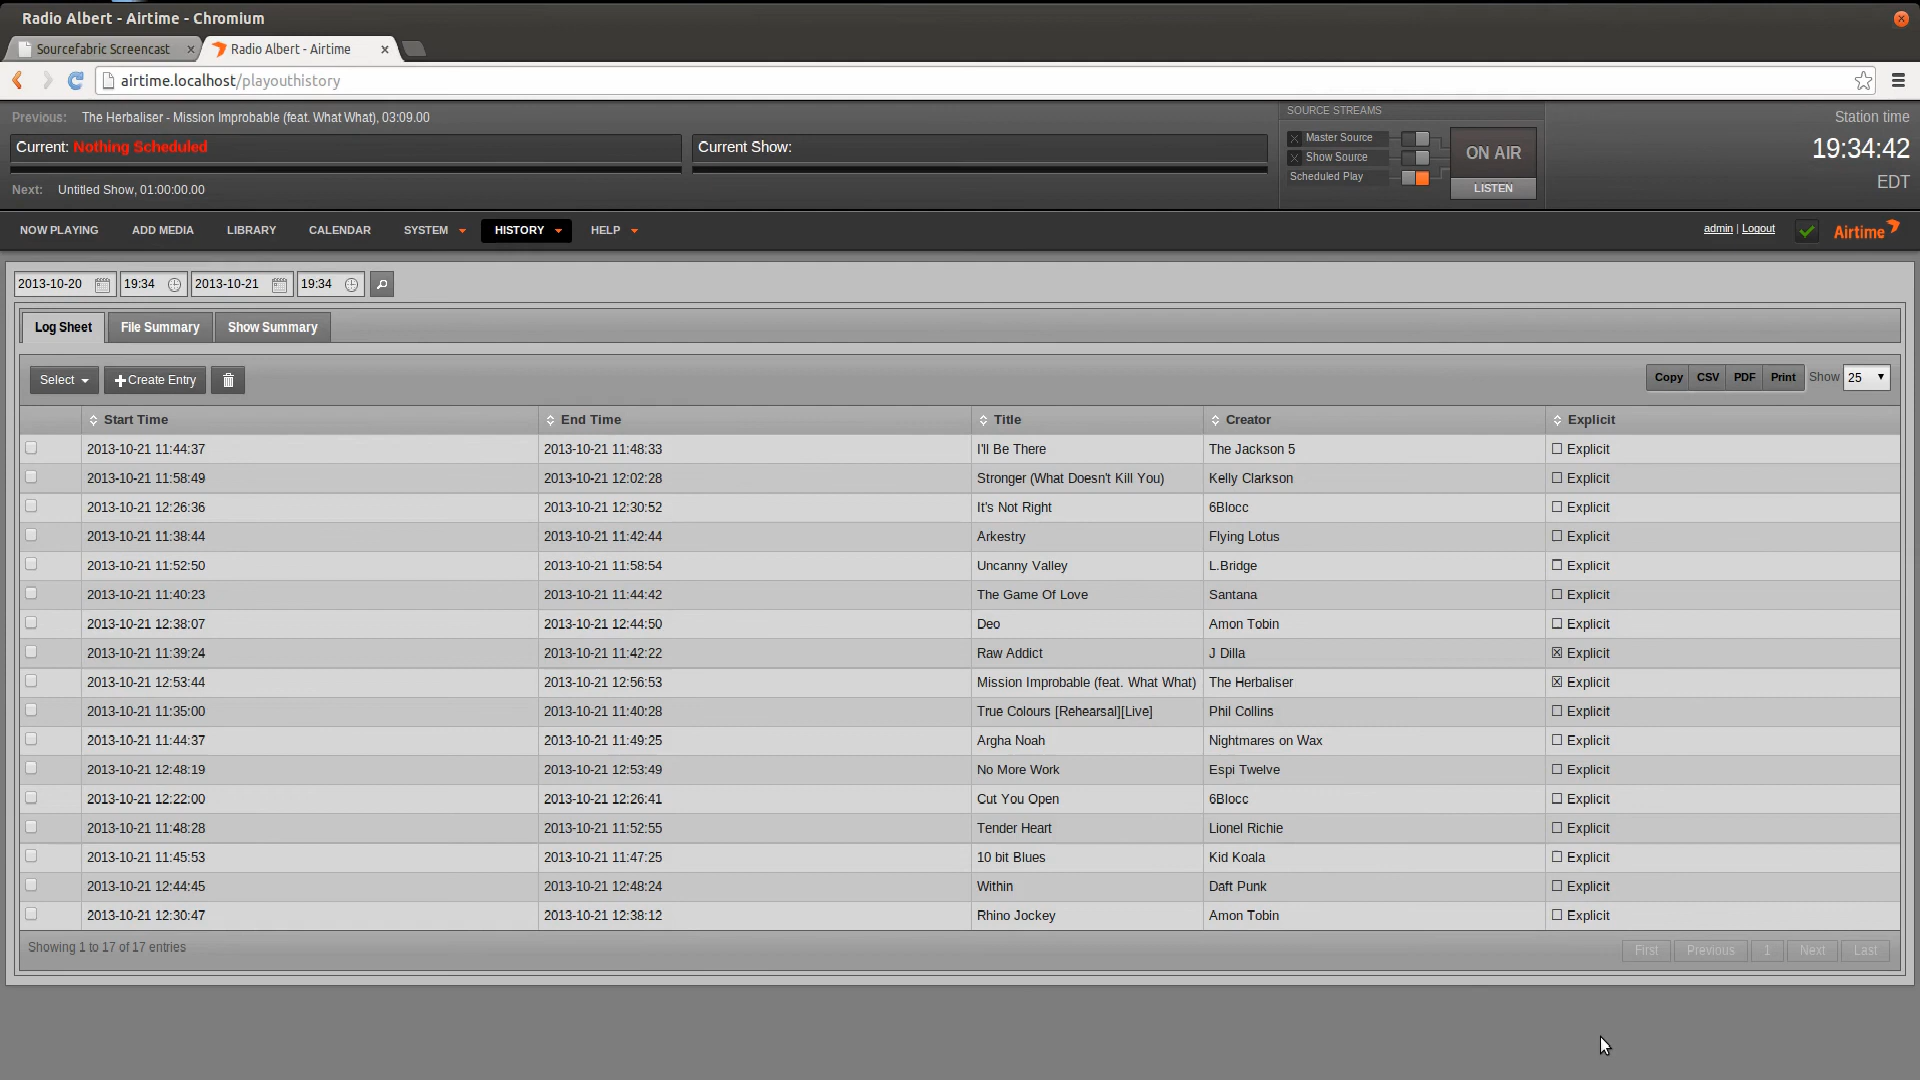 Radio Albert - Airtime - Chromium
Sourcefabric Screencast
Radio Albert - Airtime
airtime.localhost/playouthistory
Previous: The Herbaliser - Mission Improbable (feat. What What), 03:09.00
Current: Nothing Scheduled
Current Show:
Next: Untitled Show, 01:00:00.00
SOURCE STREAMS
Master Source
Show Source
Scheduled Play
ON AIR
LISTEN
Station time
19:34:42
EDT
NOW PLAYING ADD MEDIA LIBRARY CALENDAR SYSTEM HISTORY HELP
admin | Logout
Airtime
2013-10-20 19:34 2013-10-21 19:34
Log Sheet File Summary Show Summary
Select Create Entry
Copy CSV PDF Print Show 25
Start Time End Time Title Creator Explicit
2013-10-21 11:44:37 2013-10-21 11:48:33 I'll Be There The Jackson 5 Explicit
2013-10-21 11:58:49 2013-10-21 12:02:28 Stronger (What Doesn't Kill You) Kelly Clarkson Explicit
2013-10-21 12:26:36 2013-10-21 12:30:52 It's Not Right 6Blocc Explicit
2013-10-21 11:38:44 2013-10-21 11:42:44 Arkestry Flying Lotus Explicit
2013-10-21 11:52:50 2013-10-21 11:58:54 Uncanny Valley L.Bridge Explicit
2013-10-21 11:40:23 2013-10-21 11:44:42 The Game Of Love Santana Explicit
2013-10-21 12:38:07 2013-10-21 12:44:50 Deo Amon Tobin Explicit
2013-10-21 11:39:24 2013-10-21 11:42:22 Raw Addict J Dilla Explicit
2013-10-21 12:53:44 2013-10-21 12:56:53 Mission Improbable (feat. What What) The Herbaliser Explicit
2013-10-21 11:35:00 2013-10-21 11:40:28 True Colours [Rehearsal][Live] Phil Collins Explicit
2013-10-21 11:44:37 2013-10-21 11:49:25 Argha Noah Nightmares on Wax Explicit
2013-10-21 12:48:19 2013-10-21 12:53:49 No More Work Espi Twelve Explicit
2013-10-21 12:22:00 2013-10-21 12:26:41 Cut You Open 6Blocc Explicit
2013-10-21 11:48:28 2013-10-21 11:52:55 Tender Heart Lionel Richie Explicit
2013-10-21 11:45:53 2013-10-21 11:47:25 10 bit Blues Kid Koala Explicit
2013-10-21 12:44:45 2013-10-21 12:48:24 Within Daft Punk Explicit
2013-10-21 12:30:47 2013-10-21 12:38:12 Rhino Jockey Amon Tobin Explicit
Showing 1 to 17 of 17 entries
First Previous 1 Next Last